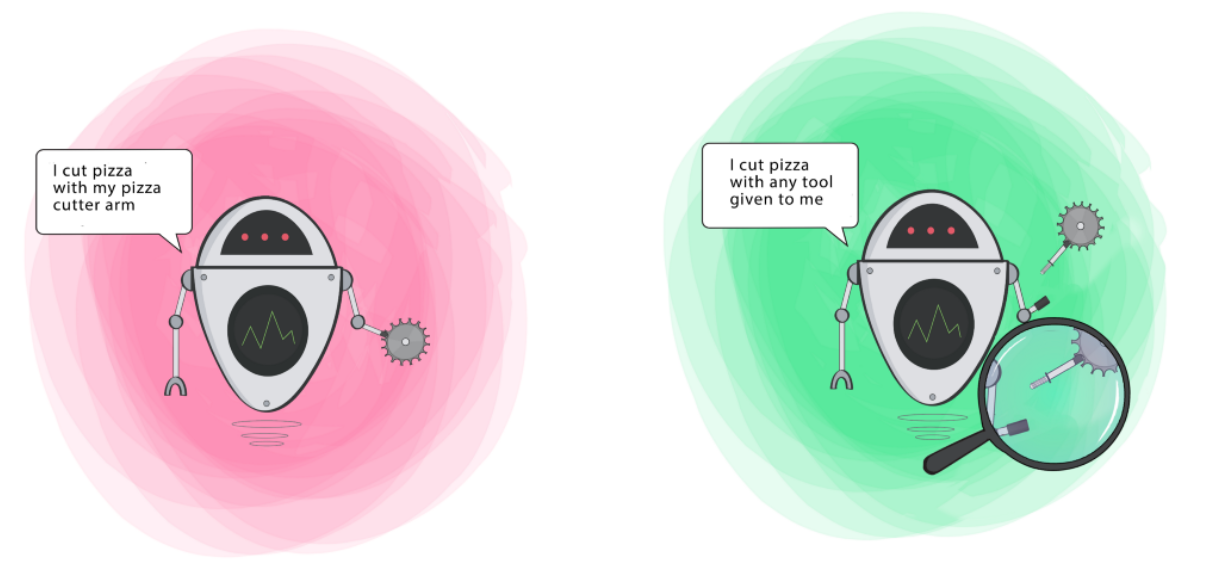 I cut pizza
with my pizza
cutter arm
I cut pizza
with any tool
given to me